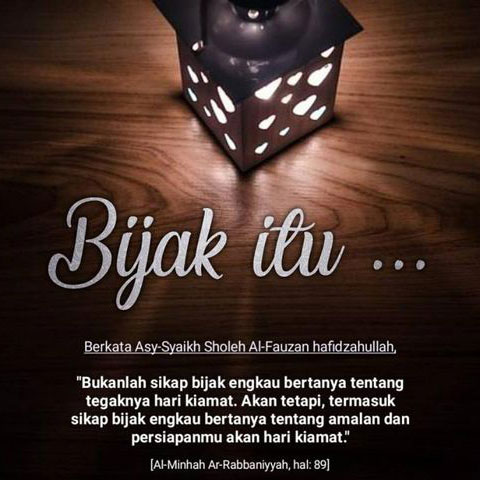 Bijak itu ...
Berkata Asy-Syaikh Sholeh Al-Fauzan hafidzahullah,
"Bukanlah sikap bijak engkau bertanya tentang
tegaknya hari kiamat. Akan tetapi, termasuk
sikap bijak engkau bertanya tentang amalan dan
persiapanmu akan hari kiamat."
[Al-Minhah Ar-Rabbaniyyah, hal: 89]